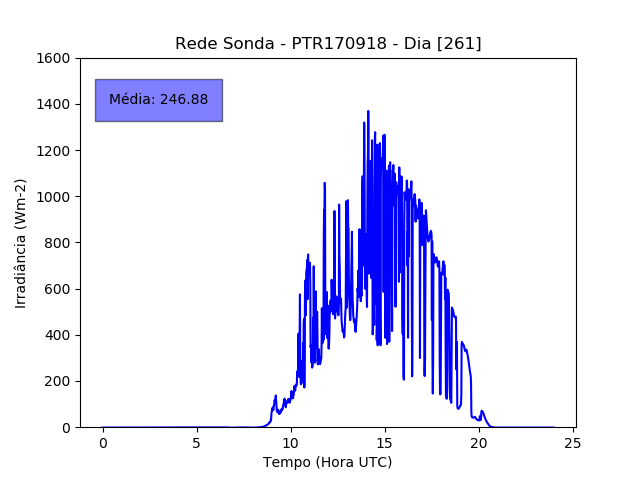 Rede Sonda - PTR170918 - Dia [261]
1600
1400
1200
1000
800
600
400
200
0
Média: 246.88
Irradiância (Wm-2)
0 5 10 15 20 25
Tempo (Hora UTC)